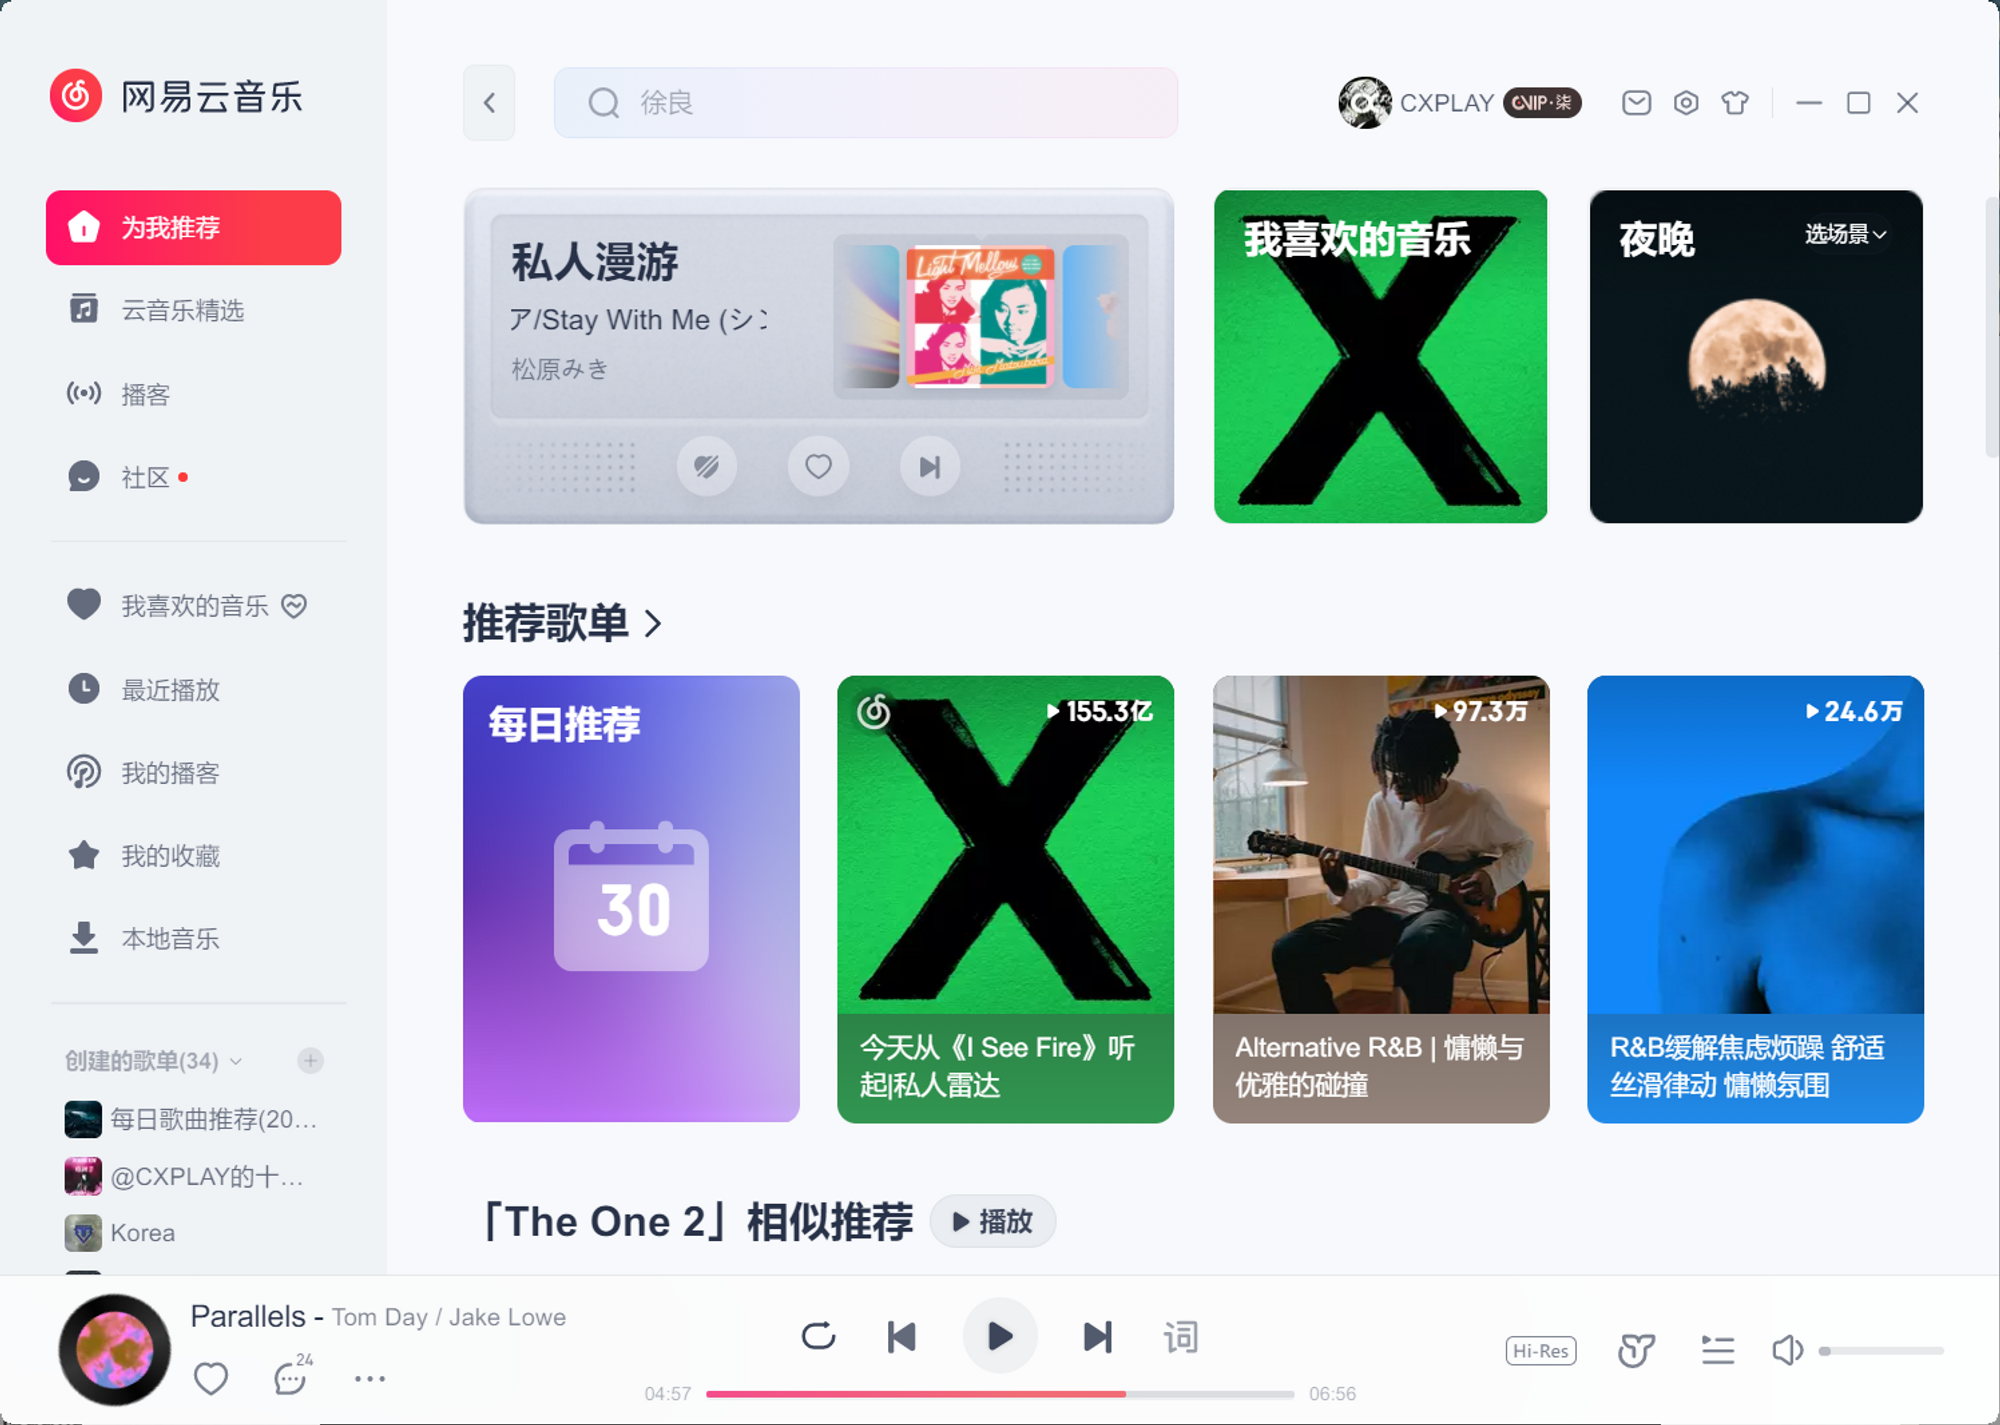 网易云音乐
徐良
CXPLAY
VIP·柒
为我推荐
云音乐精选
播客
社区
我喜欢的音乐
最近播放
我的播客
我的收藏
本地音乐
创建的歌单(34)
每日歌曲推荐(20...
@CXPLAY的十...
Korea
私人漫游
ア/Stay With Me (シン
松原みき
Light Mellow
Miki Matsubara
我喜欢的音乐
夜晚
选场景
推荐歌单
每日推荐
30
155.3亿
今天从《I See Fire》听
起|私人雷达
97.3万
Alternative R&B | 慵懒与
优雅的碰撞
24.6万
R&B缓解焦虑烦躁 舒适
丝滑律动 慵懒氛围
「The One 2」相似推荐
播放
Parallels - Tom Day / Jake Lowe
24
词
04:57
06:56
Hi-Res